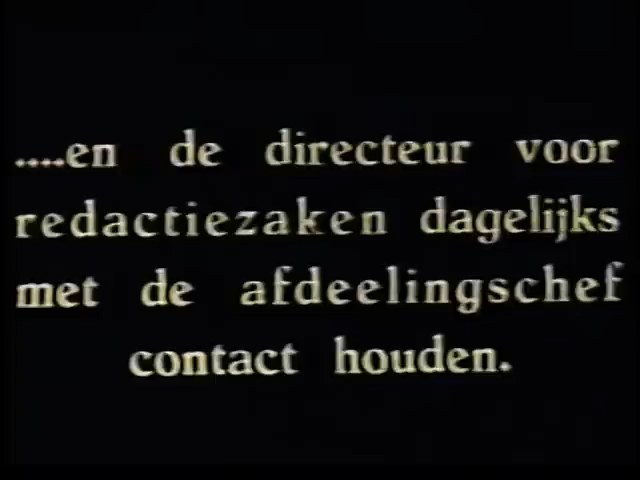 ....en de directeur voor
redactiezaken dagelijks
met de afdeelingschef
contact houden.